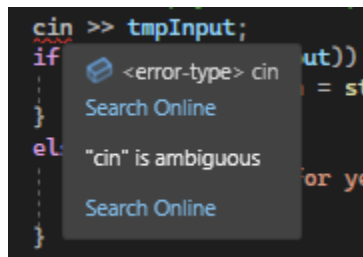 cin >> tmpInput;
if ut))
<error-type> cin
= st
Search Online
}
el
"cin" is ambiguous
or ye
Search Online
}